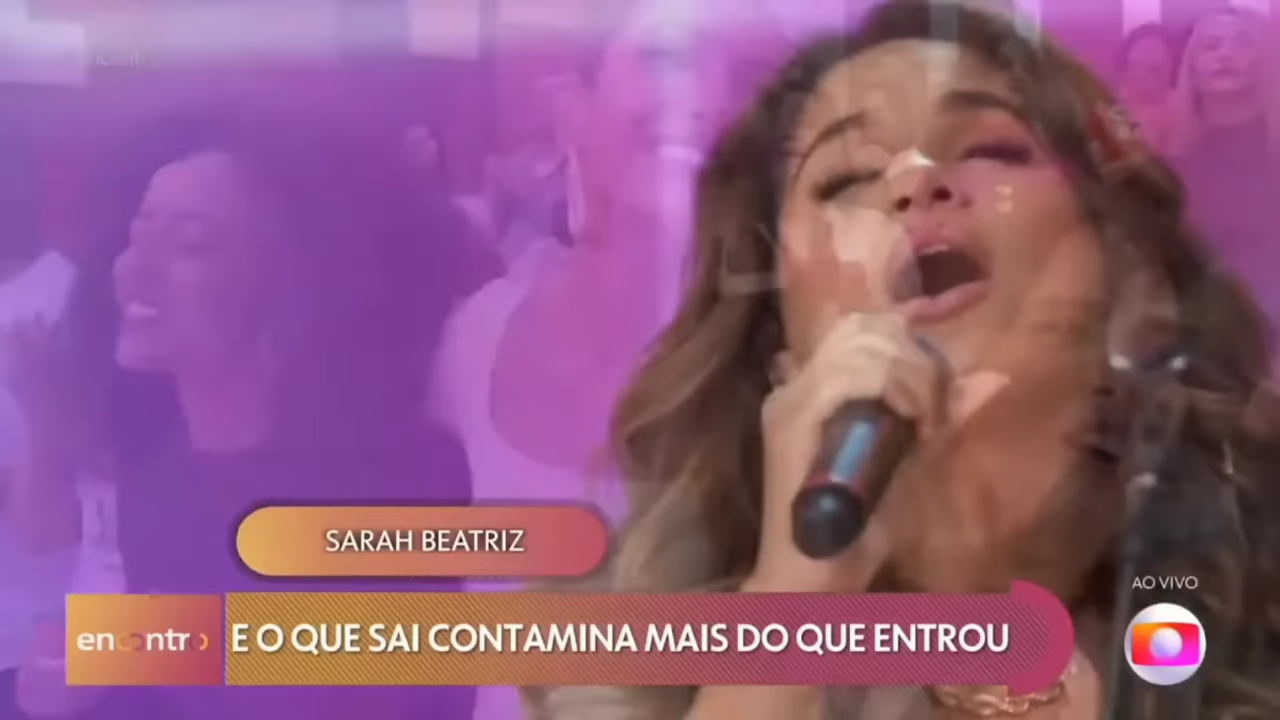 SARAH BEATRIZ
AO VIVO
encontro
E O QUE SAI CONTAMINA MAIS DO QUE ENTROU